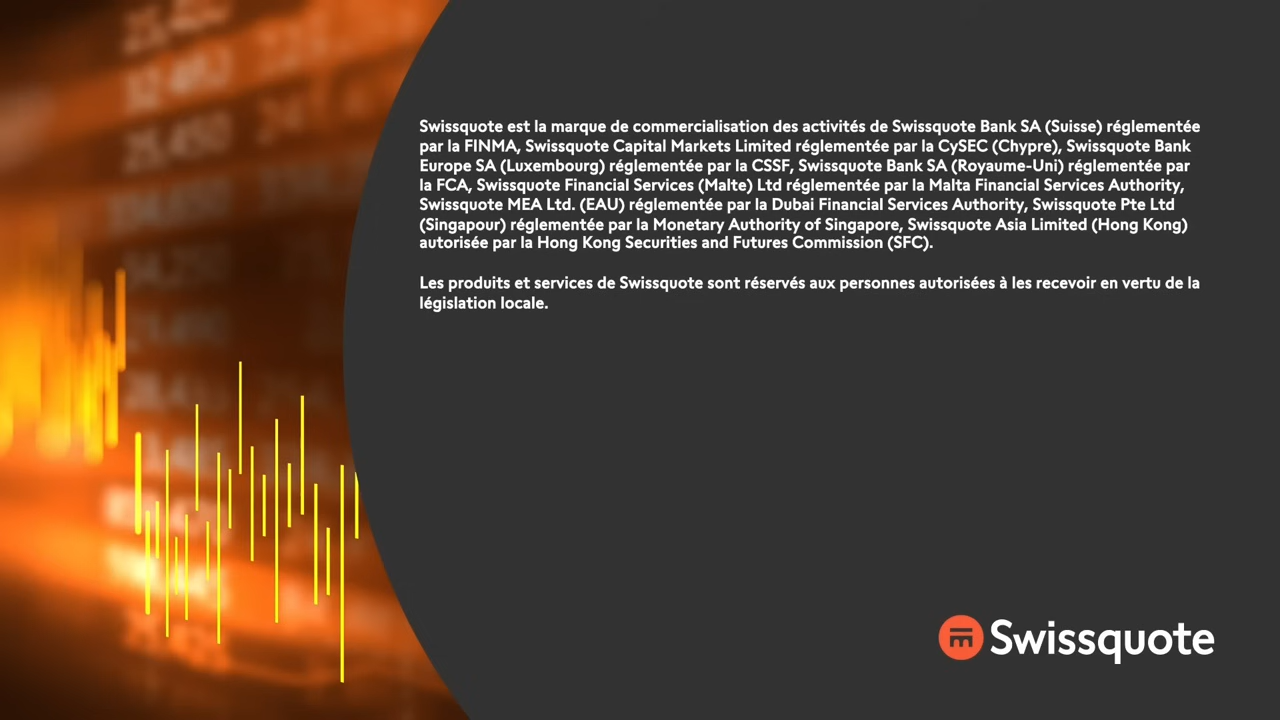 Swissquote est la marque de commercialisation des activités de Swissquote Bank SA (Suisse) réglementée
par la FINMA, Swissquote Capital Markets Limited réglementée par la CySEC (Chypre), Swissquote Bank
Europe SA (Luxembourg) réglementée par la CSSF, Swissquote Bank SA (Royaume-Uni) réglementée par
la FCA, Swissquote Financial Services (Malte) Ltd réglementée par la Malta Financial Services Authority,
Swissquote MEA Ltd. (EAU) réglementée par la Dubai Financial Services Authority, Swissquote Pte Ltd
(Singapour) réglementée par la Monetary Authority of Singapore, Swissquote Asia Limited (Hong Kong)
autorisée par la Hong Kong Securities and Futures Commission (SFC).
Les produits et services de Swissquote sont réservés aux personnes autorisées à les recevoir en vertu de la
législation locale.
Swissquote